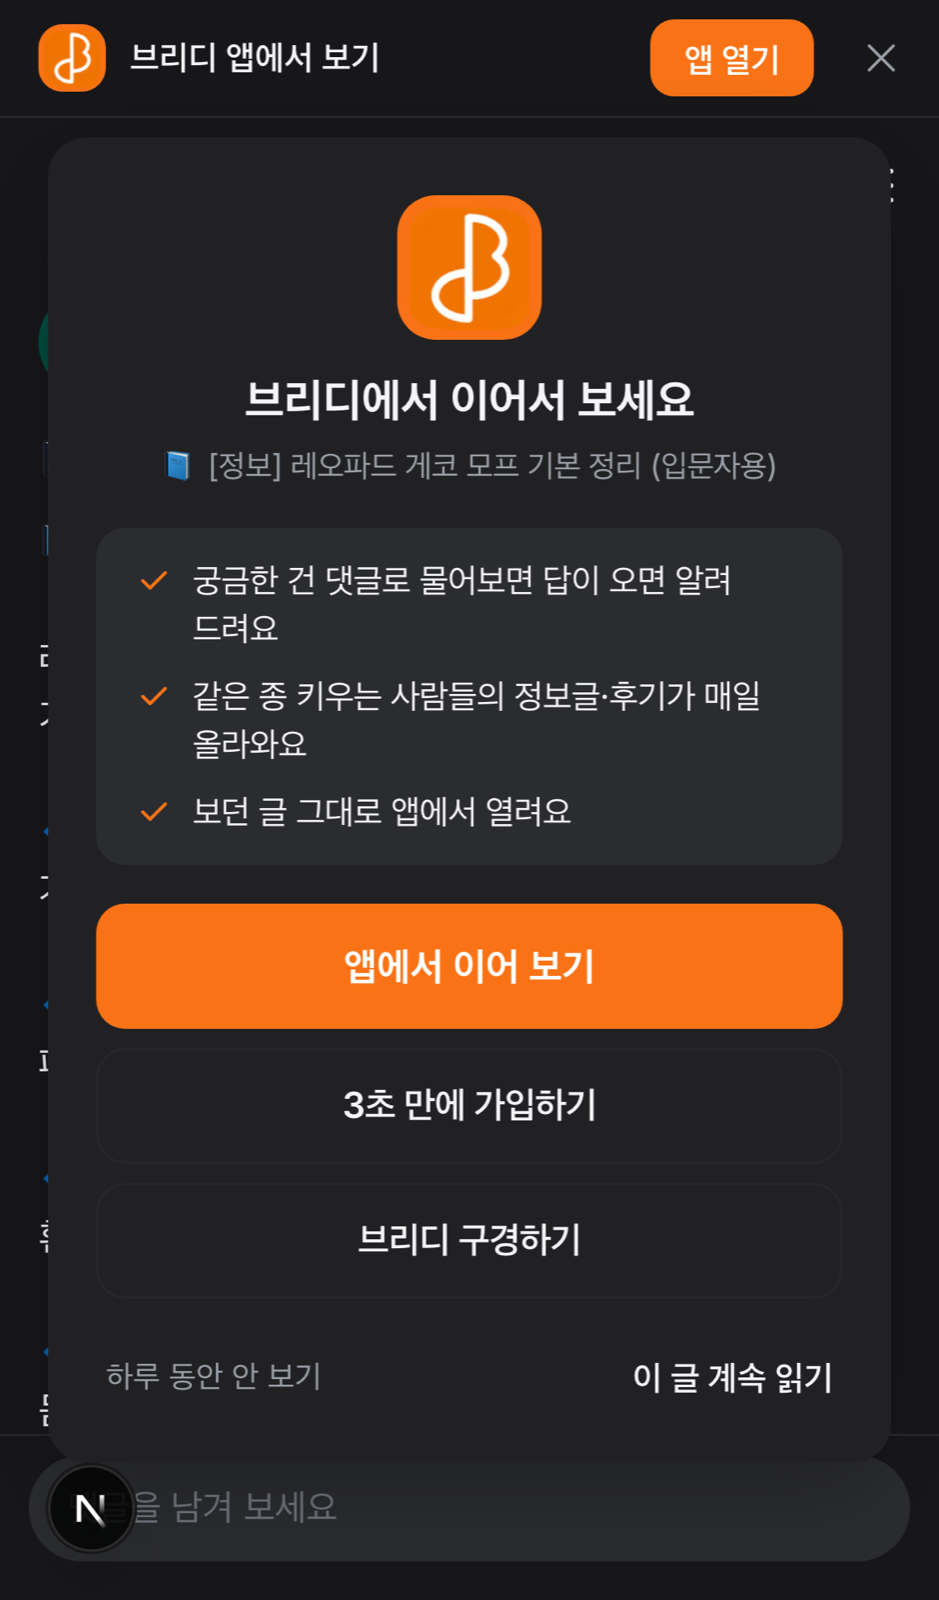 브리디 앱에서 보기
앱 열기
브리디에서 이어서 보세요
[정보] 레오파드 게코 모프 기본 정리 (입문자용)
궁금한 건 댓글로 물어보면 답이 오면 알려
드려요
같은 종 키우는 사람들의 정보글·후기가 매일
올라와요
보던 글 그대로 앱에서 열려요
앱에서 이어 보기
3초 만에 가입하기
브리디 구경하기
하루 동안 안 보기
이 글 계속 읽기
N
을 남겨 보세요